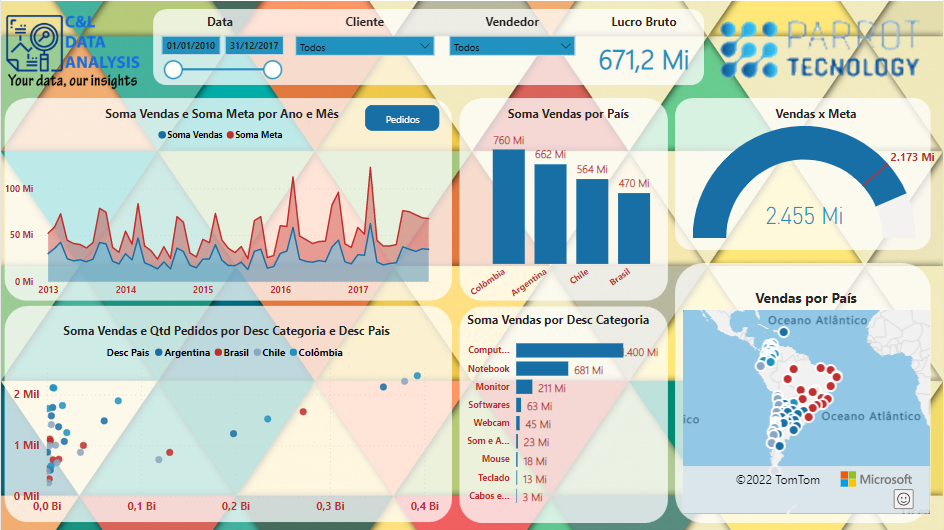 C&L
DATA
ANALYSIS
Your data, our insights
Data
01/01/2010
31/12/2017
Cliente
Todos
Vendedor
Todos
Lucro Bruto
671,2 Mi
PARROT
TECNOLOGY
Soma Vendas e Soma Meta por Ano e Mês
Pedidos
Soma Vendas
Soma Meta
100 Mi
50 Mi
0 Mi
2013
2014
2015
2016
2017
Soma Vendas por País
760 Mi
662 Mi
564 Mi
470 Mi
Colômbia
Argentina
Chile
Brasil
Vendas x Meta
2.173 Mi
2.455 Mi
Soma Vendas e Qtd Pedidos por Desc Categoria e Desc Pais
Desc Pais
Argentina
Brasil
Chile
Colômbia
2 Mil
1 Mil
0 Mil
0,0 Bi
0,1 Bi
0,2 Bi
0,3 Bi
0,4 Bi
Soma Vendas por Desc Categoria
Comput...
1.400 Mi
Notebook
681 Mi
Monitor
211 Mi
Softwares
63 Mi
Webcam
45 Mi
Som e A...
23 Mi
Mouse
18 Mi
Teclado
13 Mi
Cabos e...
3 Mi
Vendas por País
Oceano Atlântico
ico
Oceano Atlântico
©2022 TomTom
Microsoft